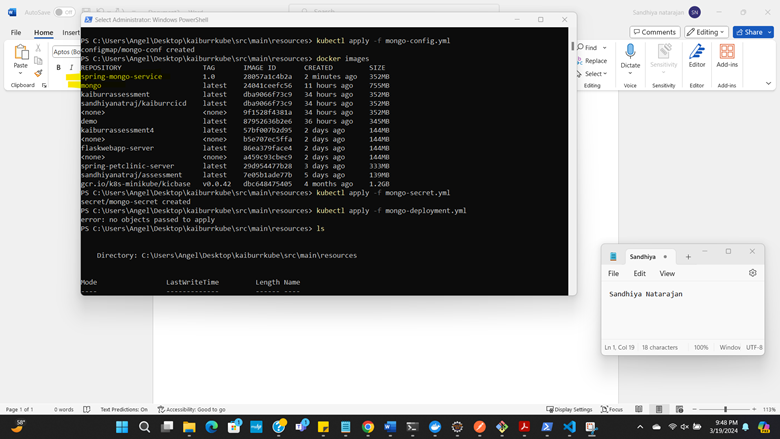 AutoSave Off
Search
Sandhiya natarajan SN
File Home Insert
Comments Editing Share
Paste
Clipboard
Aptos (Bo
B I
Find
Replace
Select
Editing
Dictate
Voice
Sensitivity
Sensitivity
Editor
Editor
Add-ins
Add-ins
Select Administrator: Windows PowerShell
PS C:\Users\Angel\Desktop\kaiburrkube\src\main\resources> kubectl apply -f mongo-config.yml
configmap/mongo-conf created
PS C:\Users\Angel\Desktop\kaiburrkube\src\main\resources> docker images
REPOSITORY TAG IMAGE ID CREATED SIZE
spring-mongo-service 1.0 28057a1c4b2a 2 minutes ago 352MB
mongo latest 24041ceefc56 11 hours ago 755MB
kaiburrassessment latest dba9066f73c9 34 hours ago 352MB
sandhiyanatraj/kaiburrcicd latest dba9066f73c9 34 hours ago 352MB
<none> <none> 9f1528f4381a 34 hours ago 352MB
demo latest 87952636b2e6 36 hours ago 345MB
kaiburrassessment4 latest 57bf007b2d95 2 days ago 144MB
<none> <none> b5e707ec5ffa 2 days ago 144MB
flaskwebapp-server latest 86ea379face4 2 days ago 144MB
<none> <none> a459c93cbec9 2 days ago 144MB
spring-petclinic-server latest 29d954477b28 3 days ago 333MB
sandhiyanatraj/assessment latest 7e05b1ade77b 5 days ago 139MB
gcr.io/k8s-minikube/kicbase v0.0.42 dbc648475405 4 months ago 1.2GB
PS C:\Users\Angel\Desktop\kaiburrkube\src\main\resources> kubectl apply -f mongo-secret.yml
secret/mongo-secret created
PS C:\Users\Angel\Desktop\kaiburrkube\src\main\resources> kubectl apply -f mongo-deployment.yml
error: no objects passed to apply
PS C:\Users\Angel\Desktop\kaiburrkube\src\main\resources> ls
Directory: C:\Users\Angel\Desktop\kaiburrkube\src\main\resources
Mode LastWriteTime Length Name
---- ------------- ------ ----
Sandhiya
File Edit View
Sandhiya Natarajan
Ln 1, Col 19 18 characters 100% Window UTF-8
Page 1 of 1 0 words Text Predictions: On Accessibility: Good to go Display Settings Focus 113%
58°
9:48 PM
3/19/2024